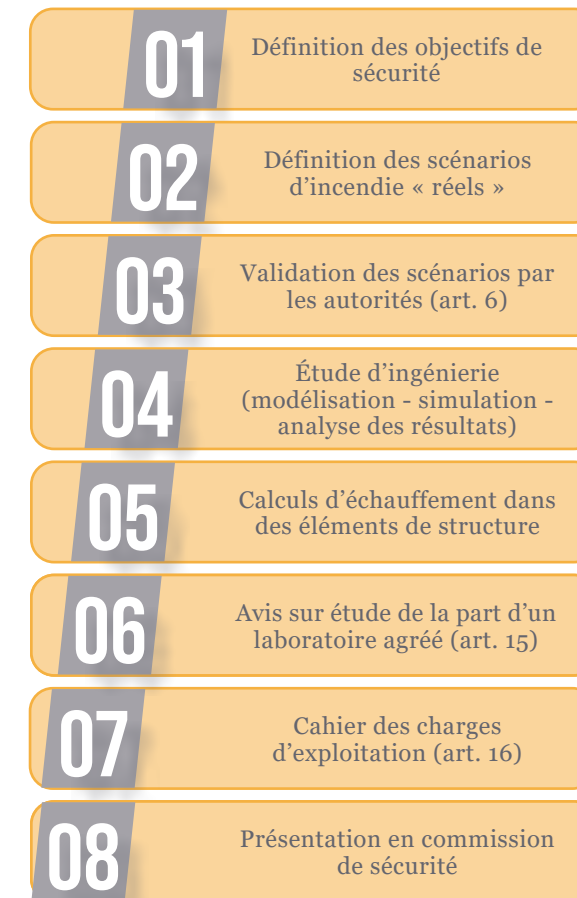 01
Définition des objectifs de
sécurité
02
Définition des scénarios
d’incendie « réels »
03
Validation des scénarios par
les autorités (art. 6)
04
Étude d’ingénierie
(modélisation - simulation -
analyse des résultats)
05
Calculs d’échauffement dans
des éléments de structure
06
Avis sur étude de la part d’un
laboratoire agréé (art. 15)
07
Cahier des charges
d’exploitation (art. 16)
08
Présentation en commission
de sécurité